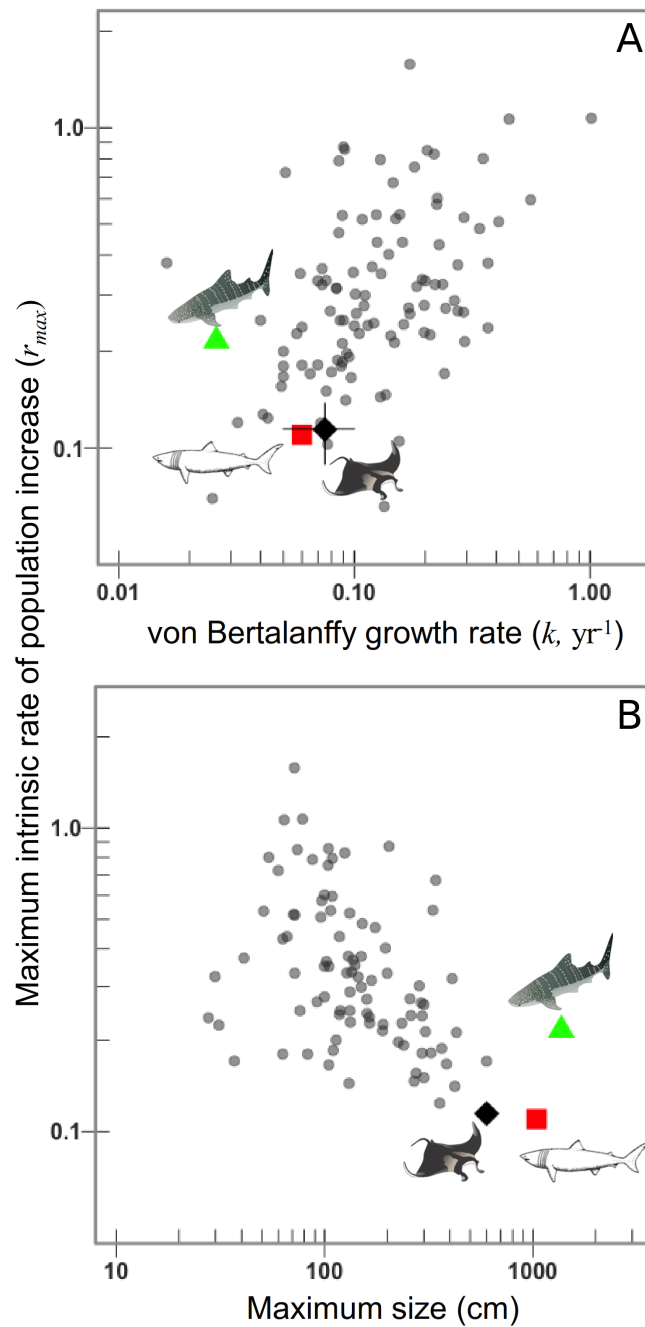 A
Maximum intrinsic rate of population increase (rmax)
1.0
0.1
0.01 0.10 1.00
von Bertalanffy growth rate (k, yr-1)
B
1.0
0.1
10 100 1000
Maximum size (cm)